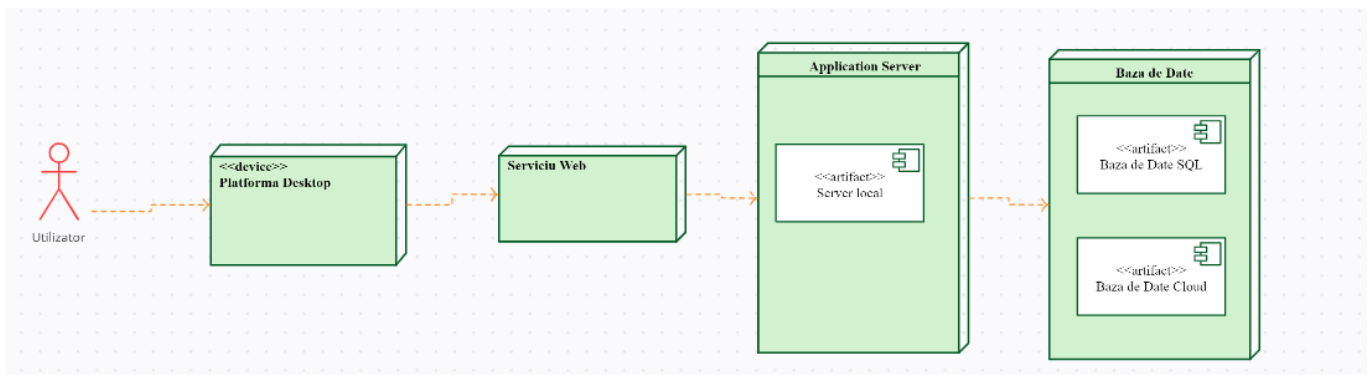 Utilizator
<<device>>
Platforma Desktop
Serviciu Web
Application Server
<<artifact>>
Server local
Baza de Date
<<artifact>>
Baza de Date SQL
<<artifact>>
Baza de Date Cloud